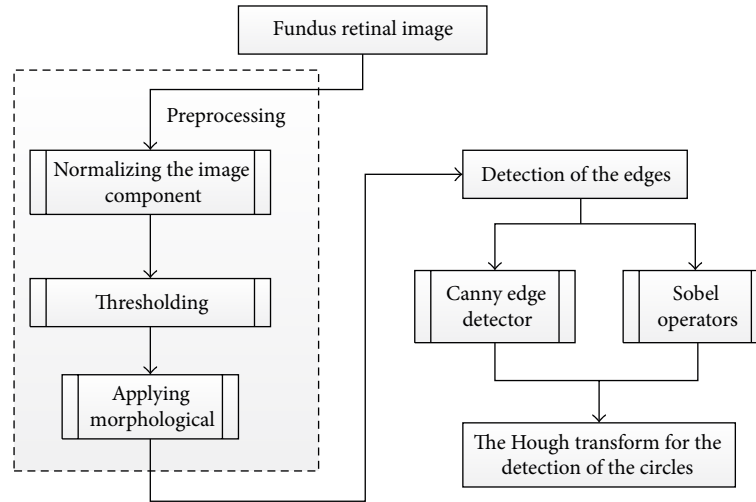 Fundus retinal image
Preprocessing
Normalizing the image
component
Thresholding
Applying
morphological
Detection of the edges
Canny edge
detector
Sobel
operators
The Hough transform for the
detection of the circles